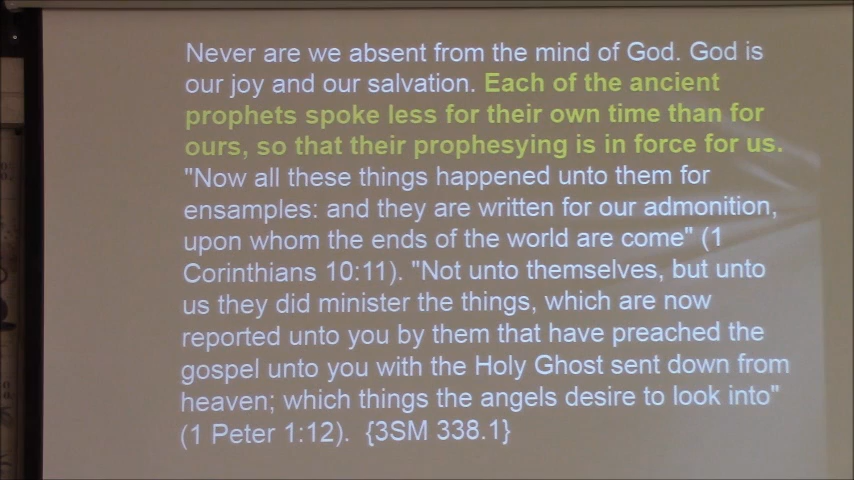 Never are we absent from the mind of God. God is
our joy and our salvation. Each of the ancient
prophets spoke less for their own time than for
ours, so that their prophesying is in force for us.
"Now all these things happened unto them for
ensamples: and they are written for our admonition,
upon whom the ends of the world are come" (1
Corinthians 10:11). "Not unto themselves, but unto
us they did minister the things, which are now
reported unto you by them that have preached the
gospel unto you with the Holy Ghost sent down from
heaven; which things the angels desire to look into"
(1 Peter 1:12). {3SM 338.1}